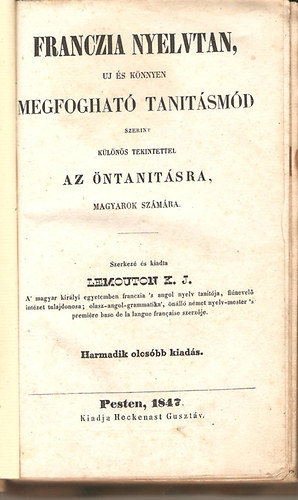 FRANCZIA NYELVTAN,
UJ ÉS KÖNNYEN
MEGFOGHATÓ TANITÁSMÓD
SZERINT
KÜLÖNÖS TEKINTETTEL
AZ ÖNTANITÁSRA,
MAGYAROK SZÁMÁRA.
Szerkezé és kiadta
LEMOUTON X. J.
A' magyar királyi egyetemben franczia 's angol nyelv tanitója, fiúnevelő
intézet tulajdonosa; olasz-angol-grammatika', önálló német nyelv-mester 's
première base de la langue française szerzője.
Harmadik olcsóbb kiadás.
Pesten, 1847.
Kiadja Heckenast Gusztáv.